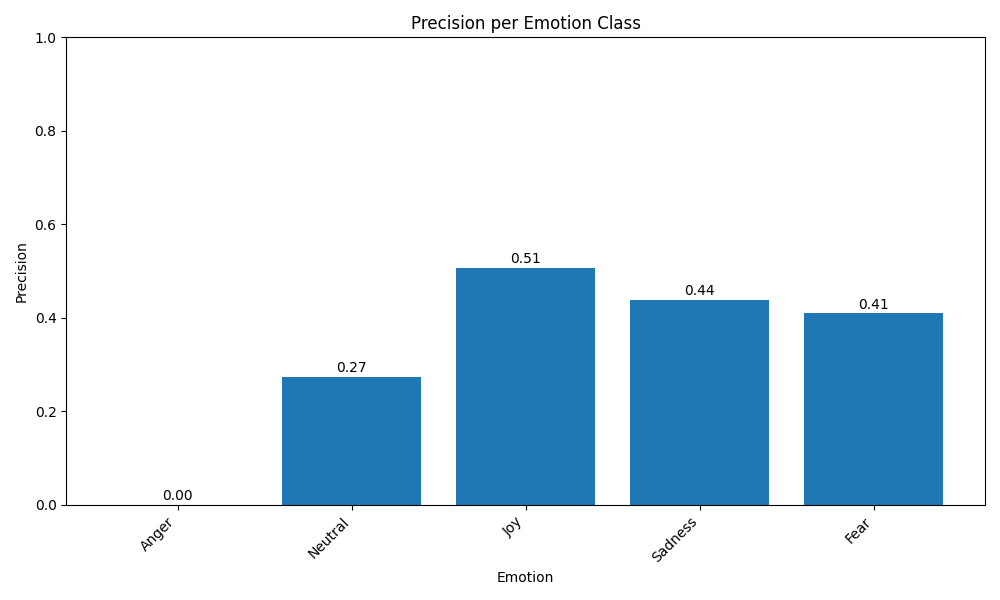 Precision per Emotion Class
1.0
0.8
0.6
0.4
0.2
0.0
Precision
0.00
0.27
0.51
0.44
0.41
Anger
Neutral
Joy
Sadness
Fear
Emotion